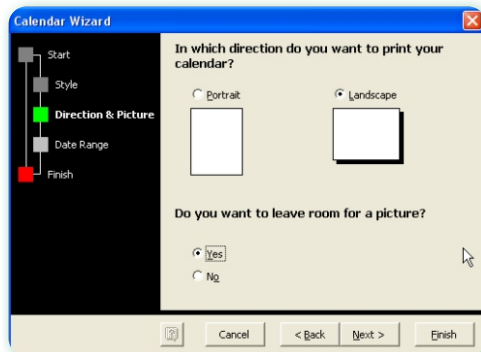 Calendar Wizard
Start
Style
Direction & Picture
Date Range
Finish
In which direction do you want to print your
calendar?
Portrait
Landscape
Do you want to leave room for a picture?
Yes
No
Cancel
< Back
Next >
Finish